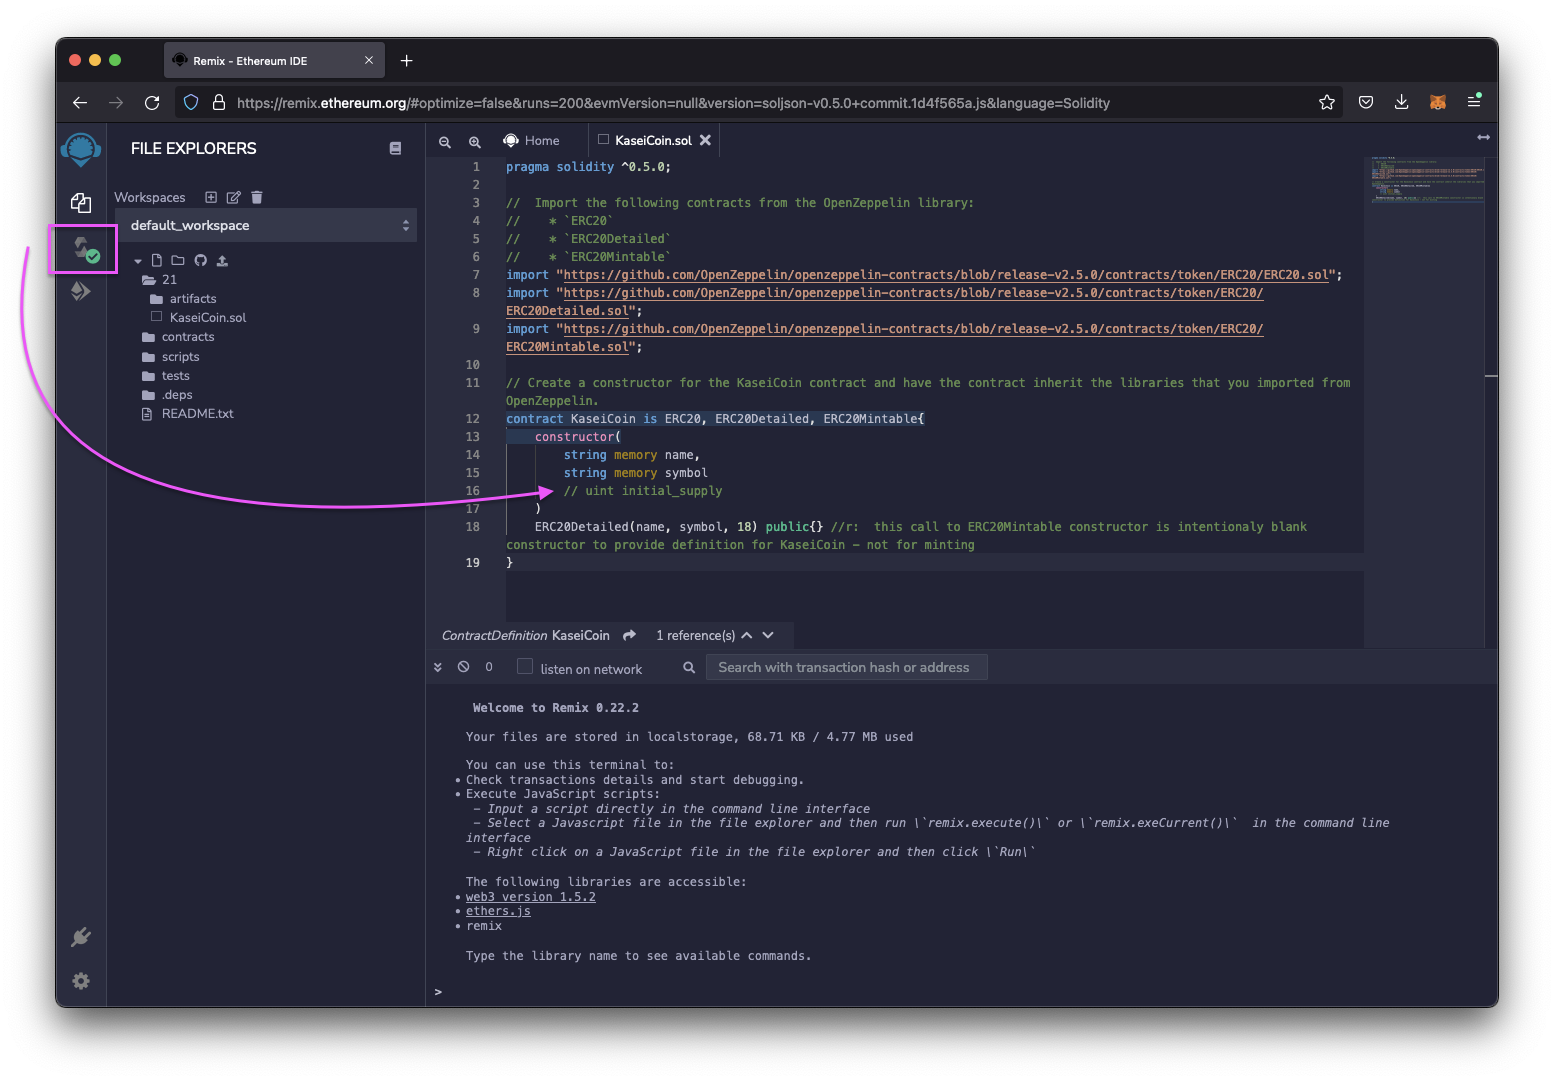 Remix - Ethereum IDE
https://remix.ethereum.org/#optimize=false&runs=200&evmVersion=null&version=soljson-v0.5.0+commit.1d4f565a.js&language=Solidity
FILE EXPLORERS
Workspaces
default_workspace
21
artifacts
KaseiCoin.sol
contracts
scripts
tests
.deps
README.txt
Home
KaseiCoin.sol
1 pragma solidity ^0.5.0;
2
3 //  Import the following contracts from the OpenZeppelin library:
4 //    * `ERC20`
5 //    * `ERC20Detailed`
6 //    * `ERC20Mintable`
7 import "https://github.com/OpenZeppelin/openzeppelin-contracts/blob/release-v2.5.0/contracts/token/ERC20/ERC20.sol";
8 import "https://github.com/OpenZeppelin/openzeppelin-contracts/blob/release-v2.5.0/contracts/token/ERC20/
ERC20Detailed.sol";
9 import "https://github.com/OpenZeppelin/openzeppelin-contracts/blob/release-v2.5.0/contracts/token/ERC20/
ERC20Mintable.sol";
10
11 // Create a constructor for the KaseiCoin contract and have the contract inherit the libraries that you imported from
OpenZeppelin.
12 contract KaseiCoin is ERC20, ERC20Detailed, ERC20Mintable{
13     constructor(
14         string memory name,
15         string memory symbol
16         // uint initial_supply
17     )
18     ERC20Detailed(name, symbol, 18) public{} //r:  this call to ERC20Mintable constructor is intentionaly blank
constructor to provide definition for KaseiCoin - not for minting
19 }
ContractDefinition KaseiCoin 1 reference(s)
0 listen on network Search with transaction hash or address
Welcome to Remix 0.22.2
Your files are stored in localstorage, 68.71 KB / 4.77 MB used
You can use this terminal to:
• Check transactions details and start debugging.
• Execute JavaScript scripts:
- Input a script directly in the command line interface
- Select a Javascript file in the file explorer and then run \`remix.execute()\` or \`remix.exeCurrent()\`  in the command line
interface
- Right click on a JavaScript file in the file explorer and then click \`Run\`
The following libraries are accessible:
• web3 version 1.5.2
• ethers.js
• remix
Type the library name to see available commands.
>